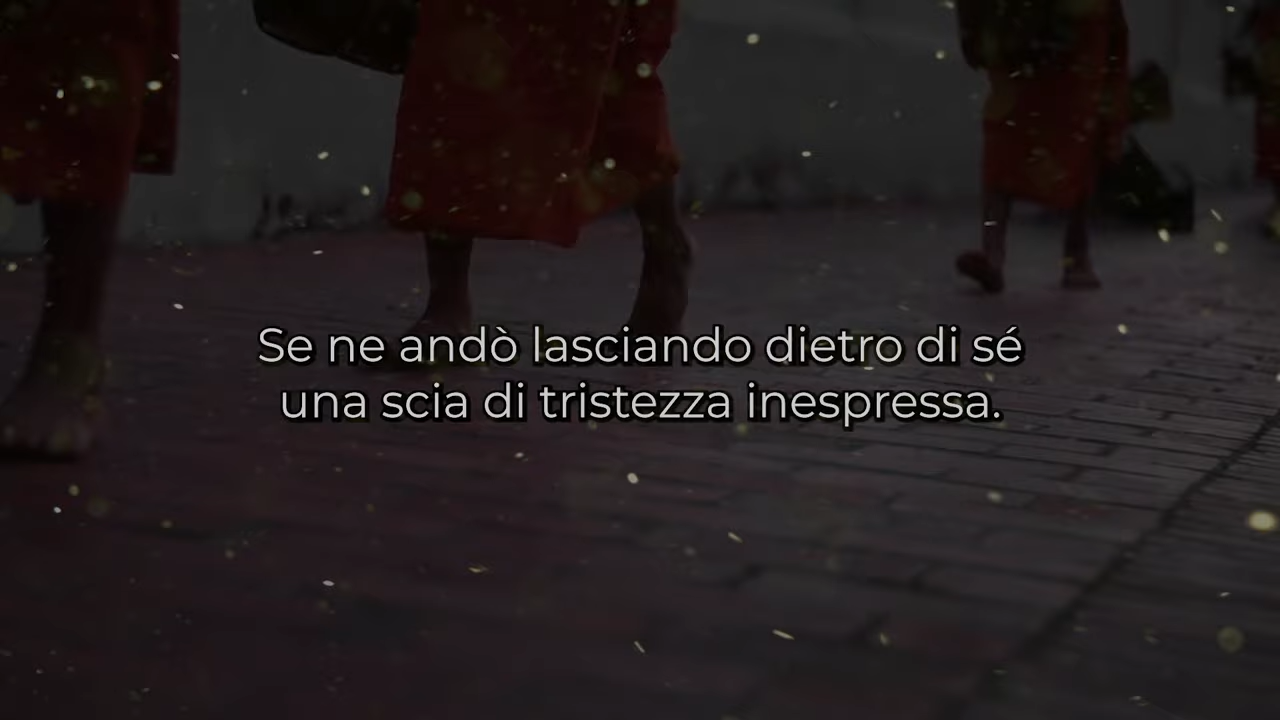 Se ne andò lasciando dietro di sé
una scia di tristezza inespressa.